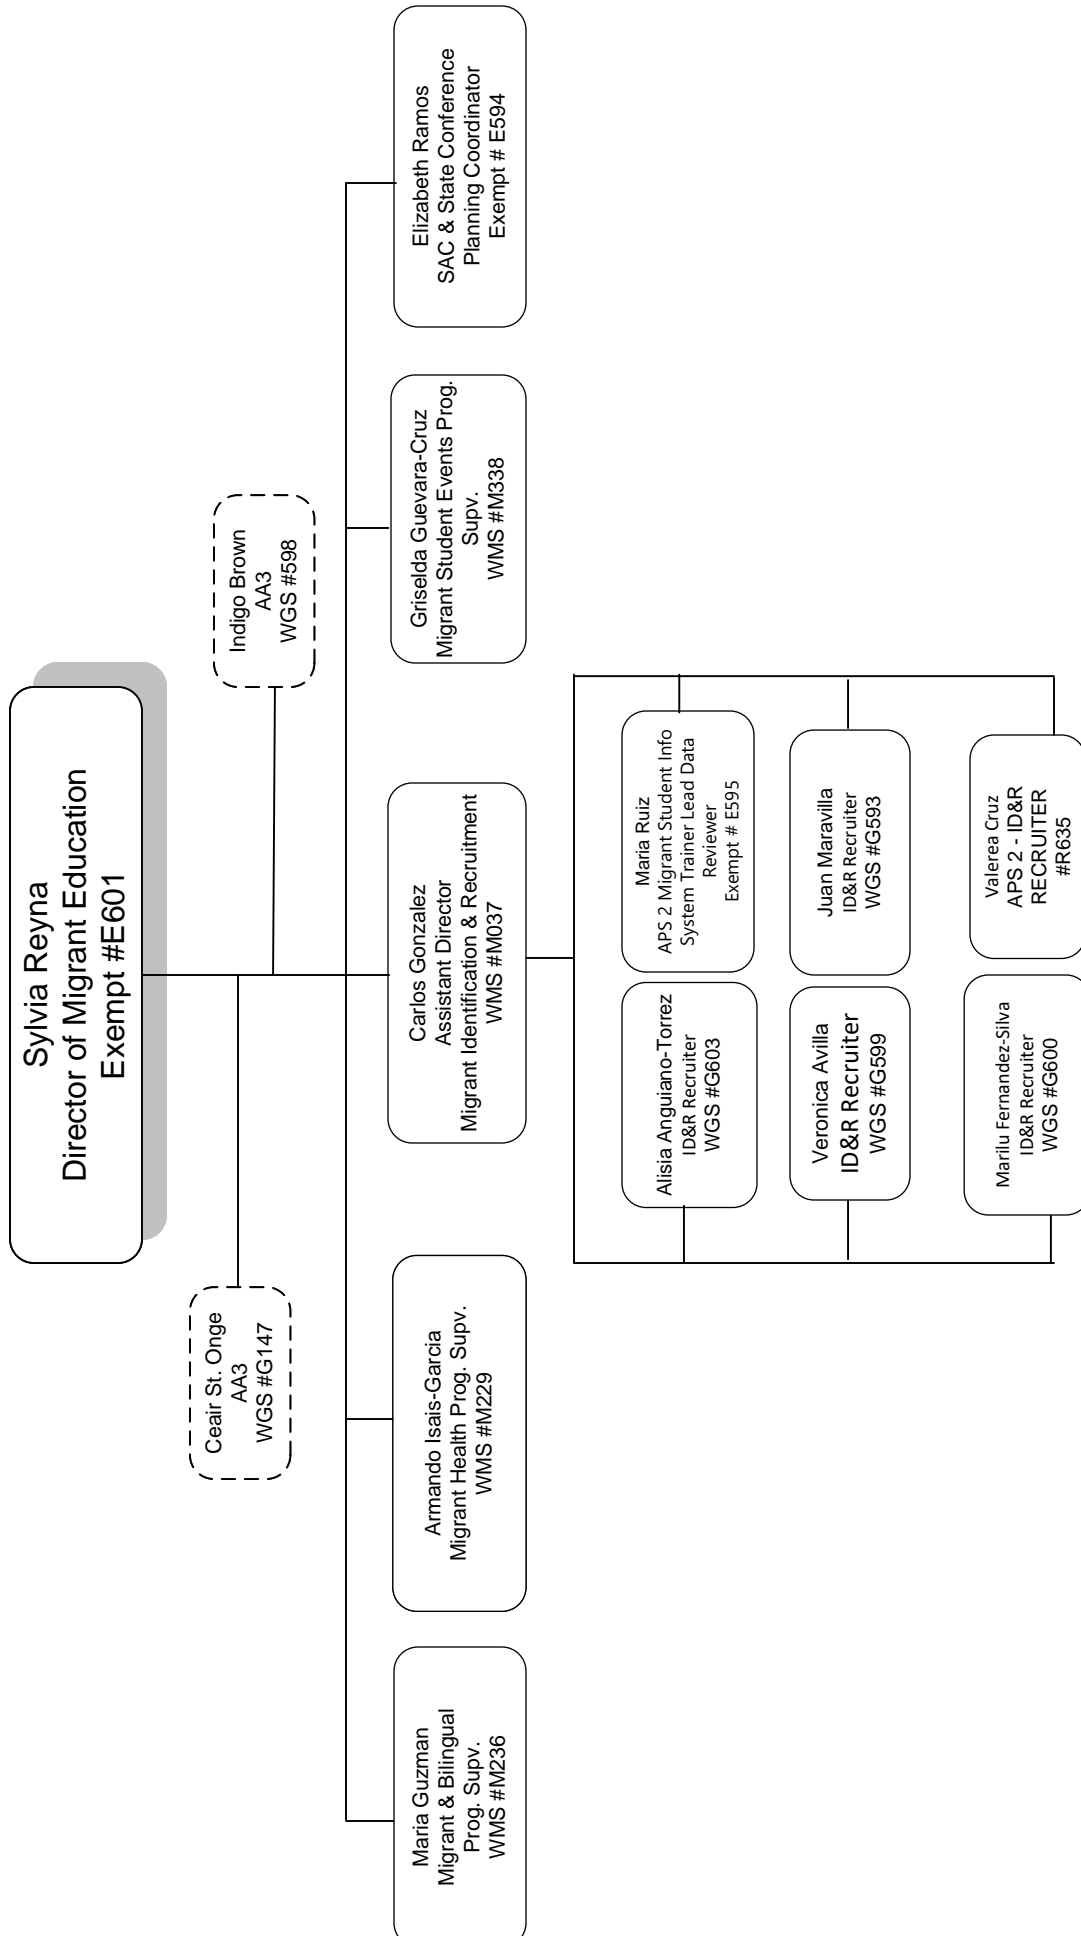 Sylvia Reyna
Director of Migrant Education
Exempt #E601
Ceair St. Onge
AA3
WGS #G147
Indigo Brown
AA3
WGS #598
Maria Guzman
Migrant & Bilingual
Prog. Supv.
WMS #M236
Armando Isais-Garcia
Migrant Health Prog. Supv.
WMS #M229
Carlos Gonzalez
Assistant Director
Migrant Identification & Recruitment
WMS #M037
Griselda Guevara-Cruz
Migrant Student Events Prog.
Supv.
WMS #M338
Elizabeth Ramos
SAC & State Conference
Planning Coordinator
Exempt # E594
Alisia Anguiano-Torrez
ID&R Recruiter
WGS #G603
Maria Ruiz
APS 2 Migrant Student Info
System Trainer Lead Data
Reviewer
Exempt # E595
Veronica Avilla
ID&R Recruiter
WGS #G599
Juan Maravilla
ID&R Recruiter
WGS #G593
Marilu Fernandez-Silva
ID&R Recruiter
WGS #G600
Valerea Cruz
APS 2 - ID&R
RECRUITER
#R635